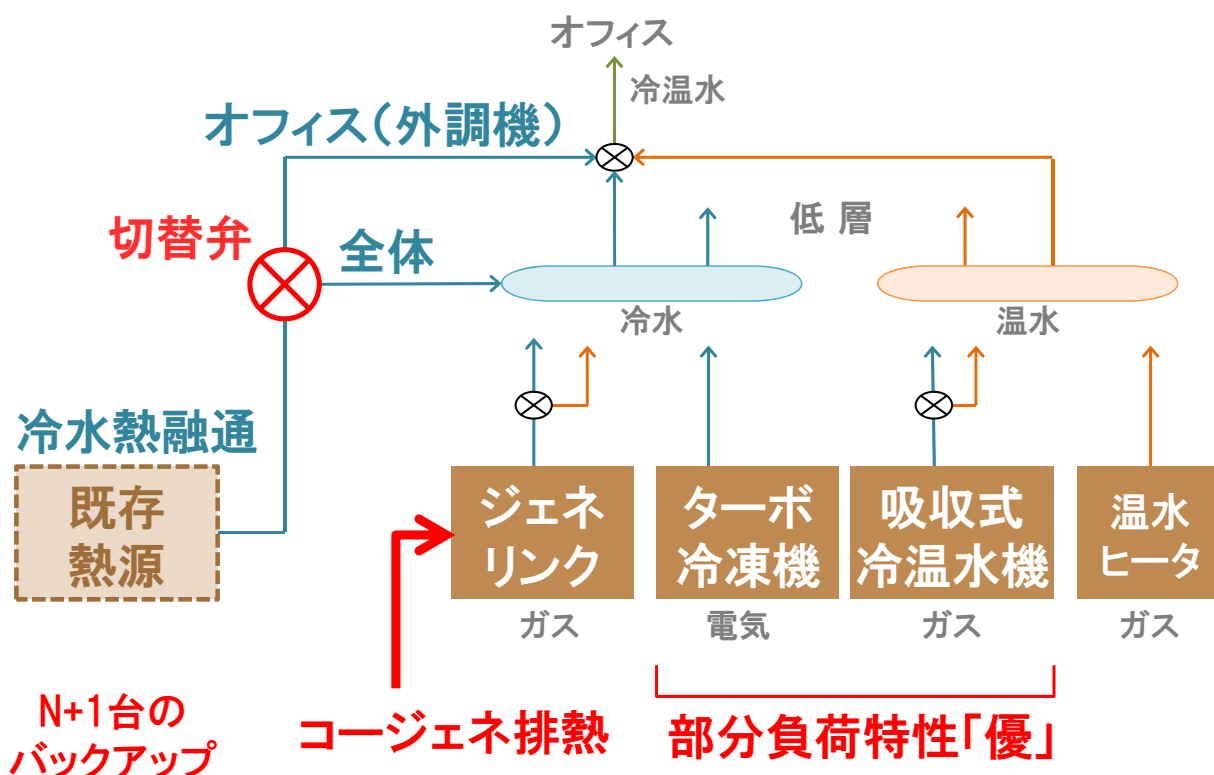 オフィス
冷温水
オフィス(外調機)
切替弁
全体
低 層
冷水
温水
冷水熱融通
既存
熱源
ジェネ
リンク
ターボ
冷凍機
吸収式
冷温水機
温水
ヒータ
ガス
電気
ガス
ガス
N+1台の
バックアップ
コージェネ排熱
部分負荷特性「優」